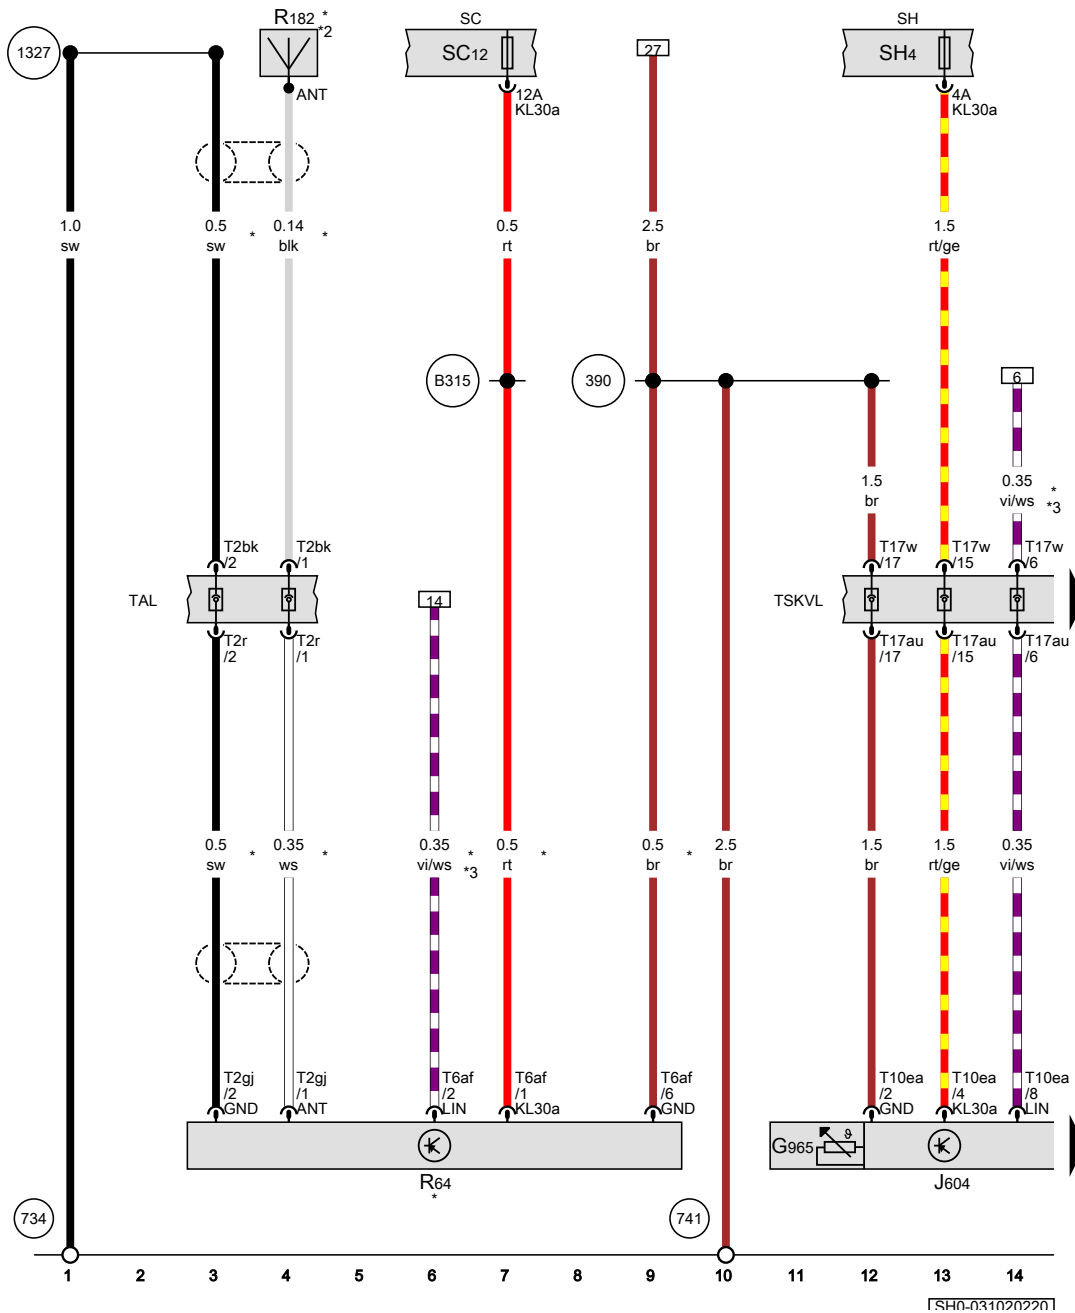 R182 *
*2
SC
SH
1327
SC12
27
SH4
ANT
12A
KL30a
4A
KL30a
1.0
sw
0.5
sw *
0.14
blk *
0.5
rt
2.5
br
1.5
rt/ge
B315
390
6
1.5
br
0.35
vi/ws
*
*3
T2bk
/2
T2bk
/1
T17w
/17
T17w
/15
T17w
/6
TAL
14
TSKVL
T2r
/2
T2r
/1
T17au
/17
T17au
/15
T17au
/6
0.5
sw *
0.35
ws *
0.35
vi/ws
*
*3
0.5
rt *
0.5
br *
2.5
br
1.5
br
1.5
rt/ge
0.35
vi/ws
T2gj
/2
GND
T2gj
/1
ANT
T6af
/2
LIN
T6af
/1
KL30a
T6af
/6
GND
T10ea
/2
GND
T10ea
/4
KL30a
T10ea
/8
LIN
G965
ϑ
R64
*
J604
734
741
1 2 3 4 5 6 7 8 9 10 11 12 13 14
SH0-031020220